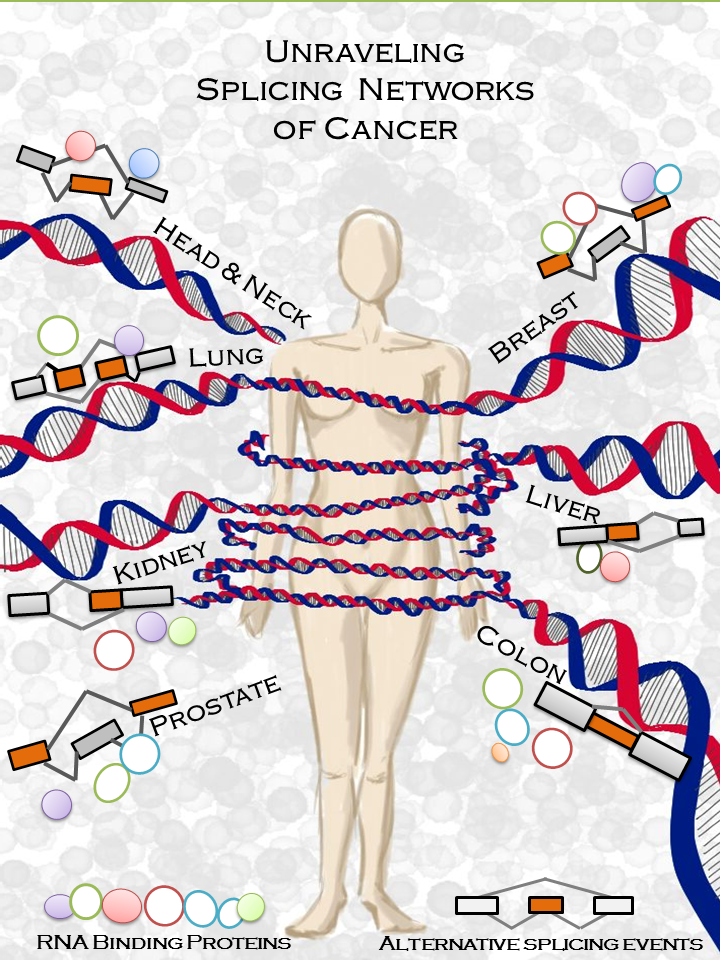 Unraveling
Splicing Networks
of Cancer
Head & Neck
Breast
Lung
Liver
Kidney
Colon
Prostate
RNA Binding Proteins
Alternative splicing events